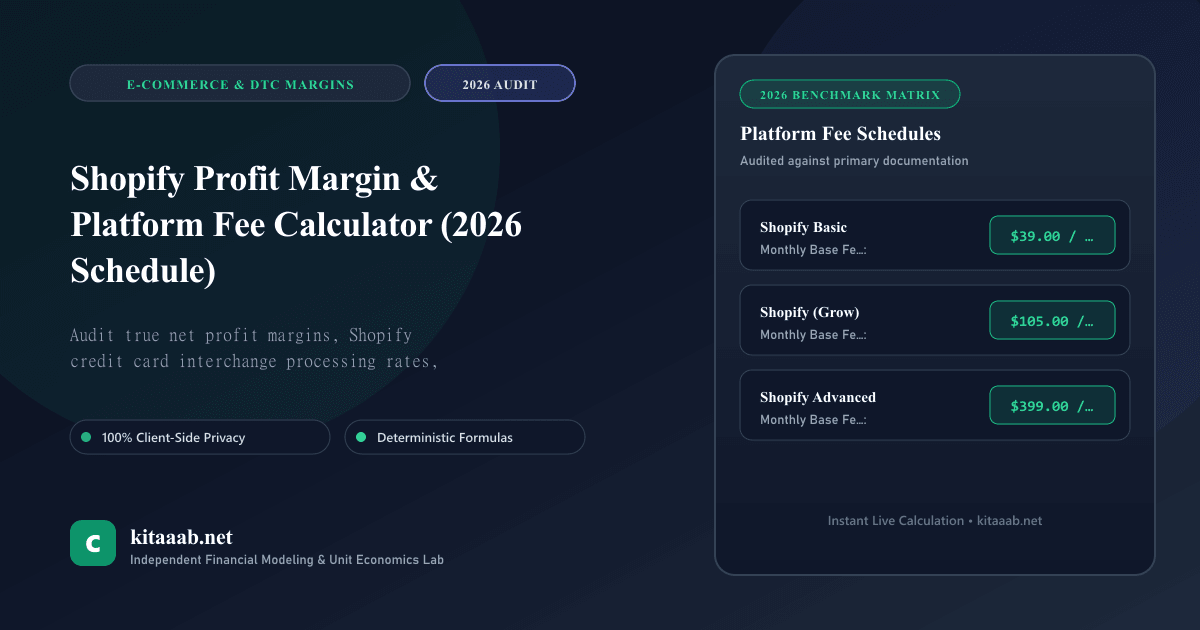 E-COMMERCE & DTC MARGINS
2026 AUDIT
Shopify Profit Margin &
Platform Fee Calculator (2026
Schedule)
Audit true net profit margins, Shopify
credit card interchange processing rates,
100% Client-Side Privacy
Deterministic Formulas
C
kitaaab.net
Independent Financial Modeling & Unit Economics Lab
2026 BENCHMARK MATRIX
Platform Fee Schedules
Audited against primary documentation
Shopify Basic
Monthly Base Fe…:
$39.00 / …
Shopify (Grow)
Monthly Base Fe…:
$105.00 /…
Shopify Advanced
Monthly Base Fe…:
$399.00 /…
Instant Live Calculation • kitaaab.net